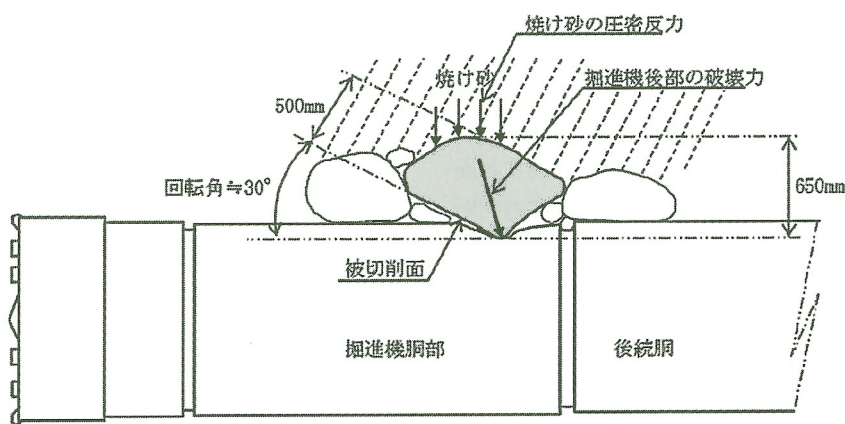 焼け砂の圧密反力
焼け砂
掘進機後部の破壊力
500mm
回転角≒30°
650mm
被切削面
掘進機胴部
後続胴